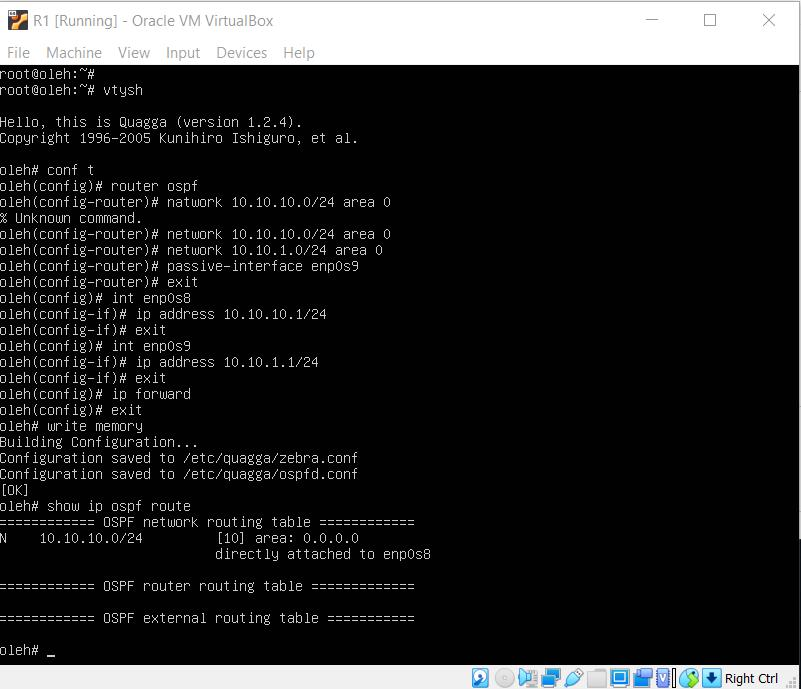 R1 [Running] - Oracle VM VirtualBox
File Machine View Input Devices Help
root@oleh:~#
root@oleh:~# vtysh
Hello, this is Quagga (version 1.2.4).
Copyright 1996-2005 Kunihiro Ishiguro, et al.
oleh# conf t
oleh(config)# router ospf
oleh(config-router)# natwork 10.10.10.0/24 area 0
% Unknown command.
oleh(config-router)# network 10.10.10.0/24 area 0
oleh(config-router)# network 10.10.1.0/24 area 0
oleh(config-router)# passive-interface enp0s9
oleh(config-router)# exit
oleh(config)# int enp0s8
oleh(config-if)# ip address 10.10.10.1/24
oleh(config-if)# exit
oleh(config)# int enp0s9
oleh(config-if)# ip address 10.10.1.1/24
oleh(config-if)# exit
oleh(config)# ip forward
oleh(config)# exit
oleh# write memory
Building Configuration...
Configuration saved to /etc/quagga/zebra.conf
Configuration saved to /etc/quagga/ospfd.conf
[OK]
oleh# show ip ospf route
============ OSPF network routing table ============
N    10.10.10.0/24         [10] area: 0.0.0.0
                           directly attached to enp0s8
============ OSPF router routing table =============
============ OSPF external routing table ===========
oleh# _
Right Ctrl